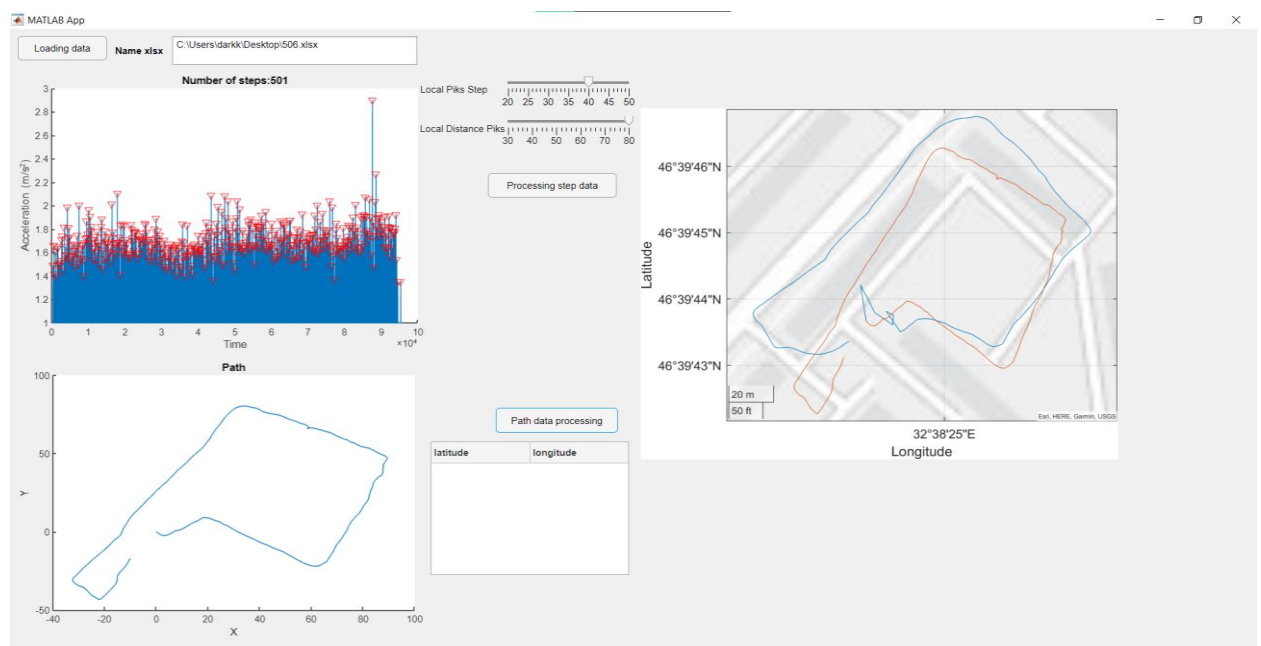 MATLAB App
Loading data
Name xlsx
C:\Users\darkk\Desktop\506.xlsx
Number of steps:501
3
2.8
2.6
2.4
2.2
2
1.8
1.6
1.4
1.2
1
Acceleration (m/s²)
0 1 2 3 4 5 6 7 8 9 10
Time
×10⁴
Local Piks Step
20 25 30 35 40 45 50
Local Distance Piks
30 40 50 60 70 80
Processing step data
Path
100
50
0
-50
Y
-40 -20 0 20 40 60 80 100
X
Path data processing
latitude longitude
46°39'46"N
46°39'45"N
46°39'44"N
46°39'43"N
Latitude
20 m
50 ft
Esri, HERE, Garmin, USGS
32°38'25"E
Longitude